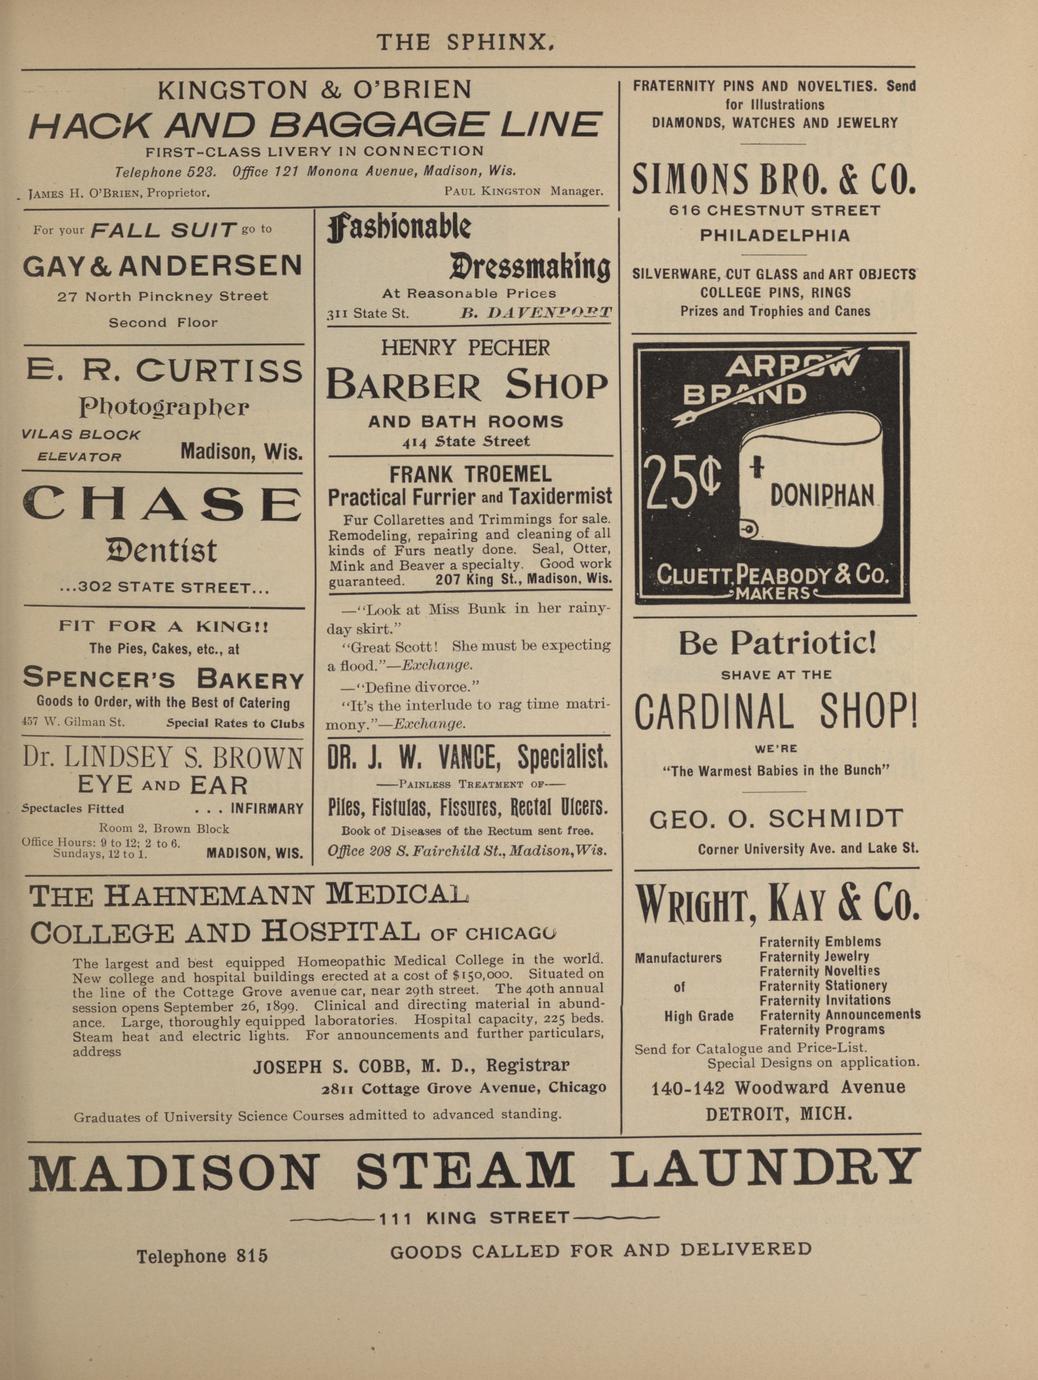 THE SPHINX.
KINGSTON & O'BRIEN
HACK AND BAGGAGE LINE
FIRST-CLASS LIVERY IN CONNECTION
Telephone 523. Office 121 Monona Avenue, Madison, Wis.
JAMES H. O'BRIEN, Proprietor. PAUL KINGSTON Manager.
For your FALL SUIT go to
GAY & ANDERSEN
27 North Pinckney Street
Second Floor
E. R. CURTISS
Photographer
VILAS BLOCK
ELEVATOR
Madison, Wis.
CHASE
Dentist
...302 STATE STREET...
FIT FOR A KING!!
The Pies, Cakes, etc., at
SPENCER'S BAKERY
Goods to Order, with the Best of Catering
457 W. Gilman St. Special Rates to Clubs
Dr. LINDSEY S. BROWN
EYE AND EAR
Spectacles Fitted . . . INFIRMARY
Room 2, Brown Block
Office Hours: 9 to 12; 2 to 6.
Sundays, 12 to 1. MADISON, WIS.
Fashionable
Dressmaking
At Reasonable Prices
311 State St. B. DAVENPORT
HENRY PECHER
BARBER SHOP
AND BATH ROOMS
414 State Street
FRANK TROEMEL
Practical Furrier and Taxidermist
Fur Collarettes and Trimmings for sale.
Remodeling, repairing and cleaning of all
kinds of Furs neatly done. Seal, Otter,
Mink and Beaver a specialty. Good work
guaranteed. 207 King St., Madison, Wis.
—"Look at Miss Bunk in her rainy-
day skirt."
"Great Scott! She must be expecting
a flood."—Exchange.
—"Define divorce."
"It's the interlude to rag time matri-
mony."—Exchange.
DR. J. W. VANCE, Specialist.
—PAINLESS TREATMENT OF—
Piles, Fistulas, Fissures, Rectal Ulcers.
Book of Diseases of the Rectum sent free.
Office 208 S. Fairchild St., Madison, Wis.
THE HAHNEMANN MEDICAL
COLLEGE AND HOSPITAL OF CHICAGO
The largest and best equipped Homeopathic Medical College in the world.
New college and hospital buildings erected at a cost of $150,000. Situated on
the line of the Cottage Grove avenue car, near 29th street. The 40th annual
session opens September 26, 1899. Clinical and directing material in abund-
ance. Large, thoroughly equipped laboratories. Hospital capacity, 225 beds.
Steam heat and electric lights. For announcements and further particulars,
address
JOSEPH S. COBB, M. D., Registrar
2811 Cottage Grove Avenue, Chicago
Graduates of University Science Courses admitted to advanced standing.
FRATERNITY PINS AND NOVELTIES. Send
for Illustrations
DIAMONDS, WATCHES AND JEWELRY
SIMONS BRO. & CO.
616 CHESTNUT STREET
PHILADELPHIA
SILVERWARE, CUT GLASS and ART OBJECTS
COLLEGE PINS, RINGS
Prizes and Trophies and Canes
ARROW
BRAND
25¢
DONIPHAN
CLUETT, PEABODY & CO.
MAKERS
Be Patriotic!
SHAVE AT THE
CARDINAL SHOP!
WE'RE
"The Warmest Babies in the Bunch"
GEO. O. SCHMIDT
Corner University Ave. and Lake St.
WRIGHT, KAY & CO.
Manufacturers
of
High Grade
Fraternity Emblems
Fraternity Jewelry
Fraternity Novelties
Fraternity Stationery
Fraternity Invitations
Fraternity Announcements
Fraternity Programs
Send for Catalogue and Price-List.
Special Designs on application.
140-142 Woodward Avenue
DETROIT, MICH.
MADISON STEAM LAUNDRY
111 KING STREET
Telephone 815 GOODS CALLED FOR AND DELIVERED